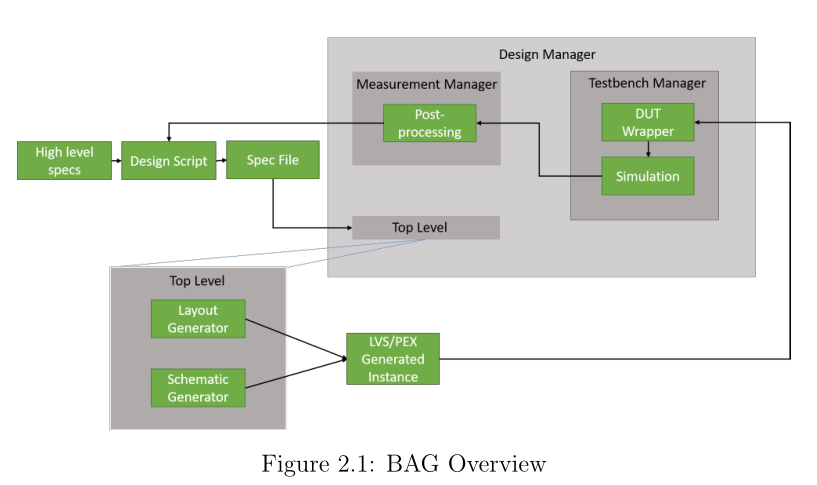 Design Manager
Measurement Manager
Testbench Manager
Post-
processing
DUT
Wrapper
High level
specs
Design Script
Spec File
Simulation
Top Level
Top Level
Layout
Generator
LVS/PEX
Generated
Instance
Schematic
Generator
Figure 2.1: BAG Overview